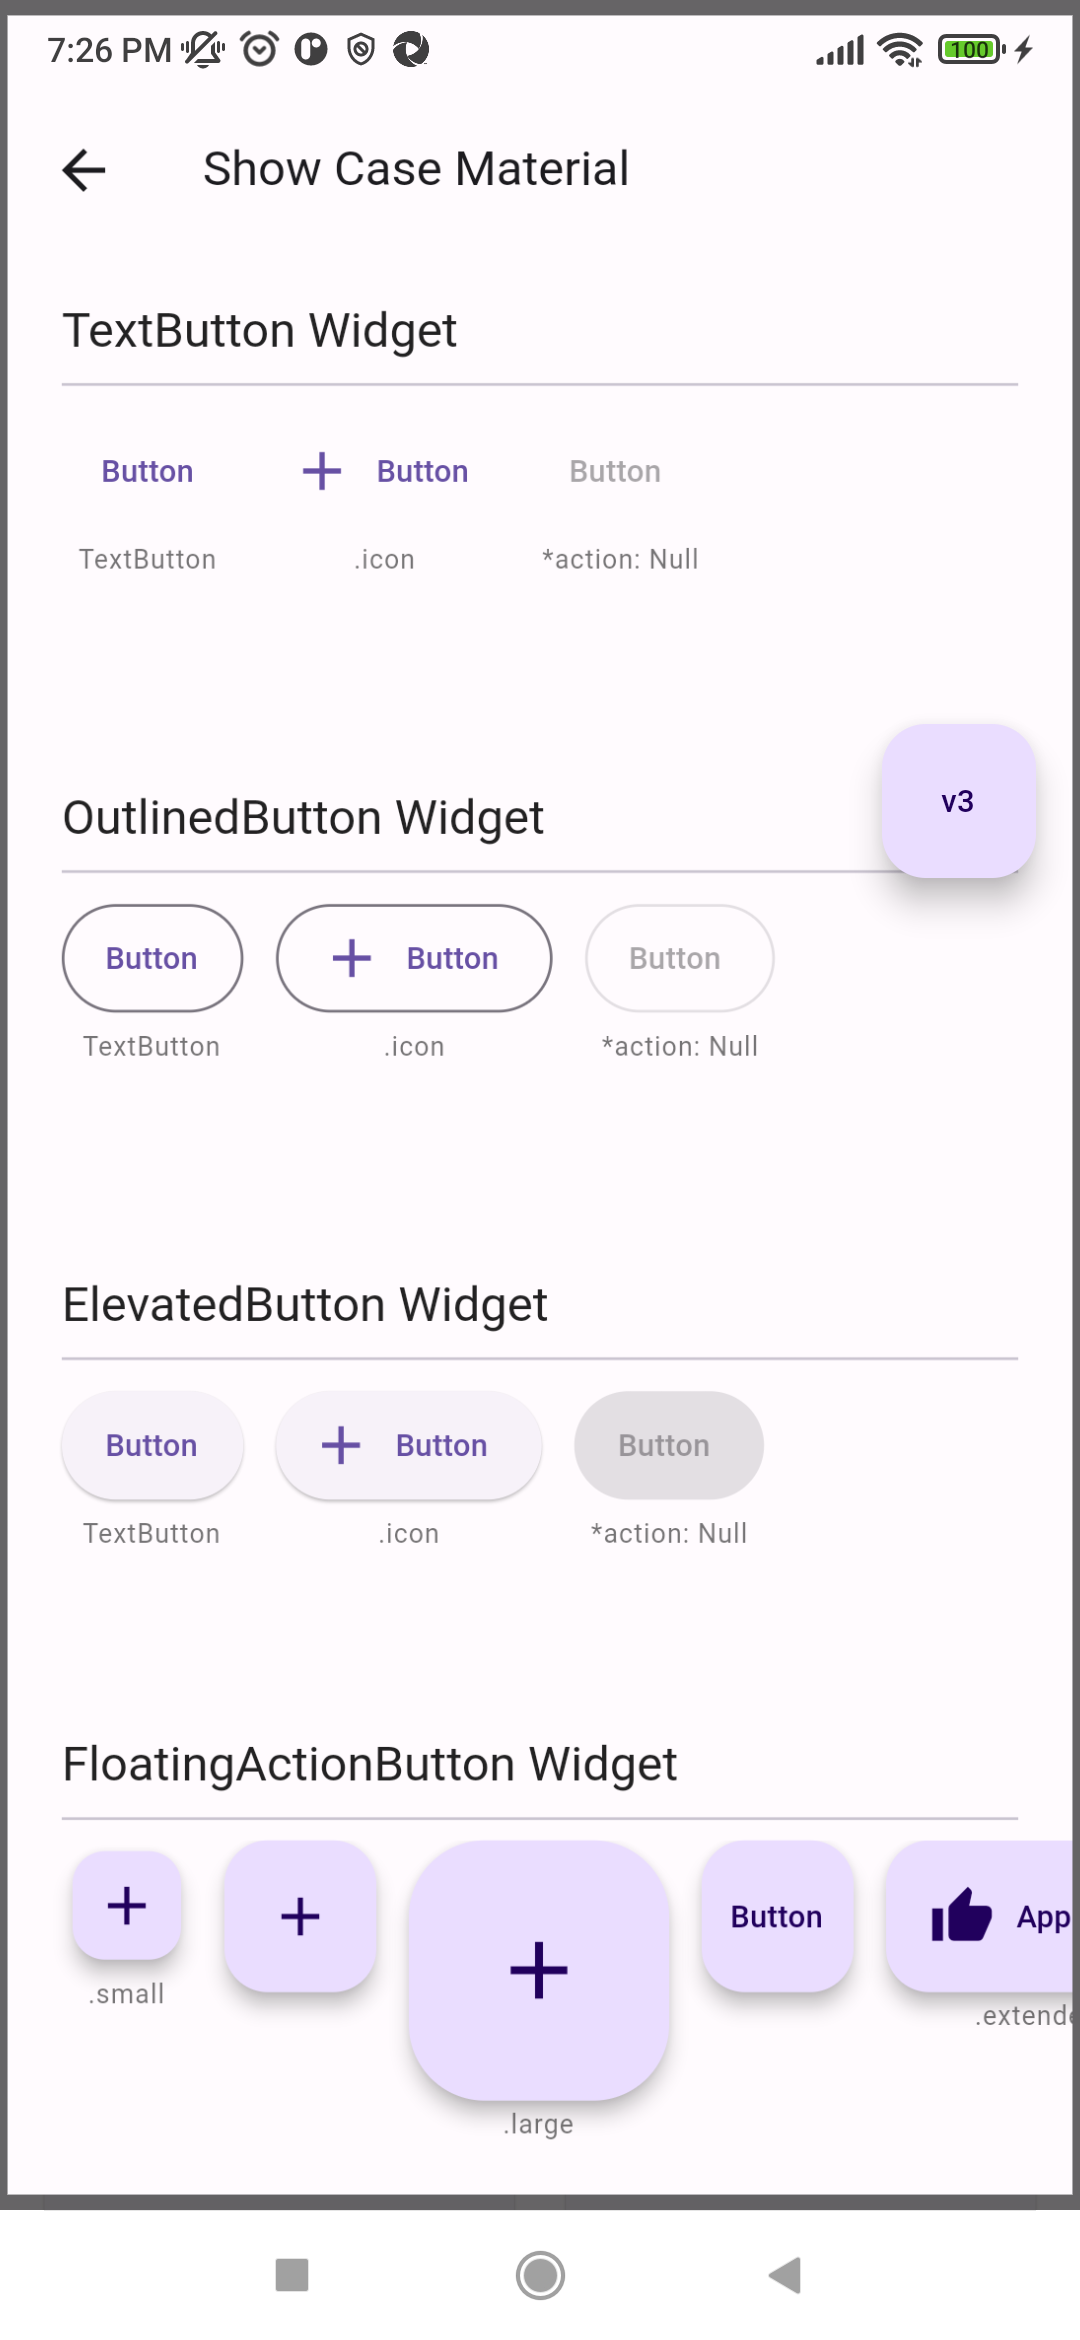 7:26 PM 100
Show Case Material
TextButton Widget
Button Button Button
TextButton .icon *action: Null
v3
OutlinedButton Widget
Button Button Button
TextButton .icon *action: Null
ElevatedButton Widget
Button Button Button
TextButton .icon *action: Null
FloatingActionButton Widget
Button App
.small
.extende
.large